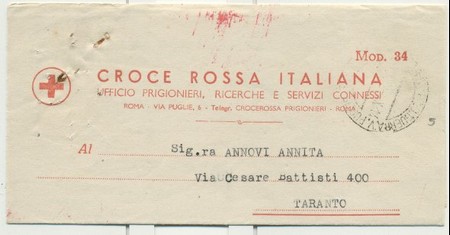 Mod. 34
CROCE ROSSA ITALIANA
UFFICIO PRIGIONIERI, RICERCHE E SERVIZI CONNESSI
ROMA - VIA PUGLIE, 6 - Telegr. CROCEROSSA PRIGIONIERI - ROMA
5
Al
Sig.ra ANNOVI ANNITA
Via Cesare Battisti 400
TARANTO